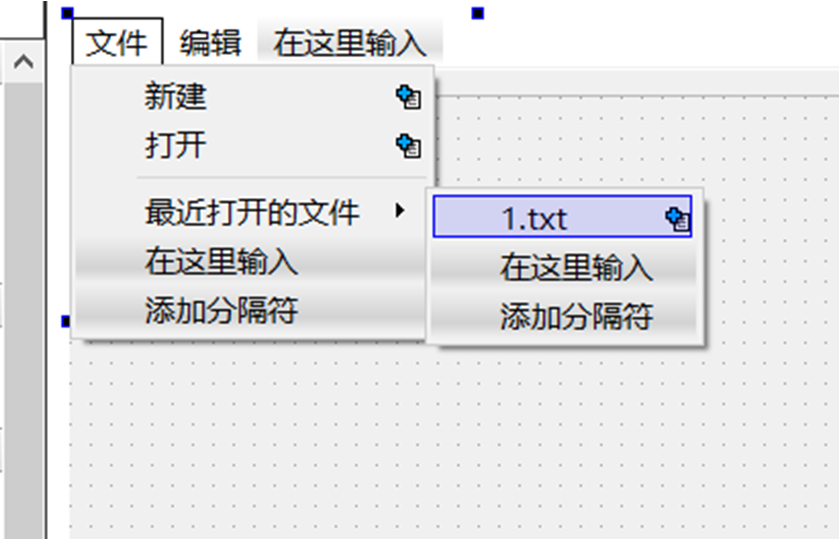 文件 编辑 在这里输入
新建
打开
最近打开的文件
在这里输入
添加分隔符
1.txt
在这里输入
添加分隔符